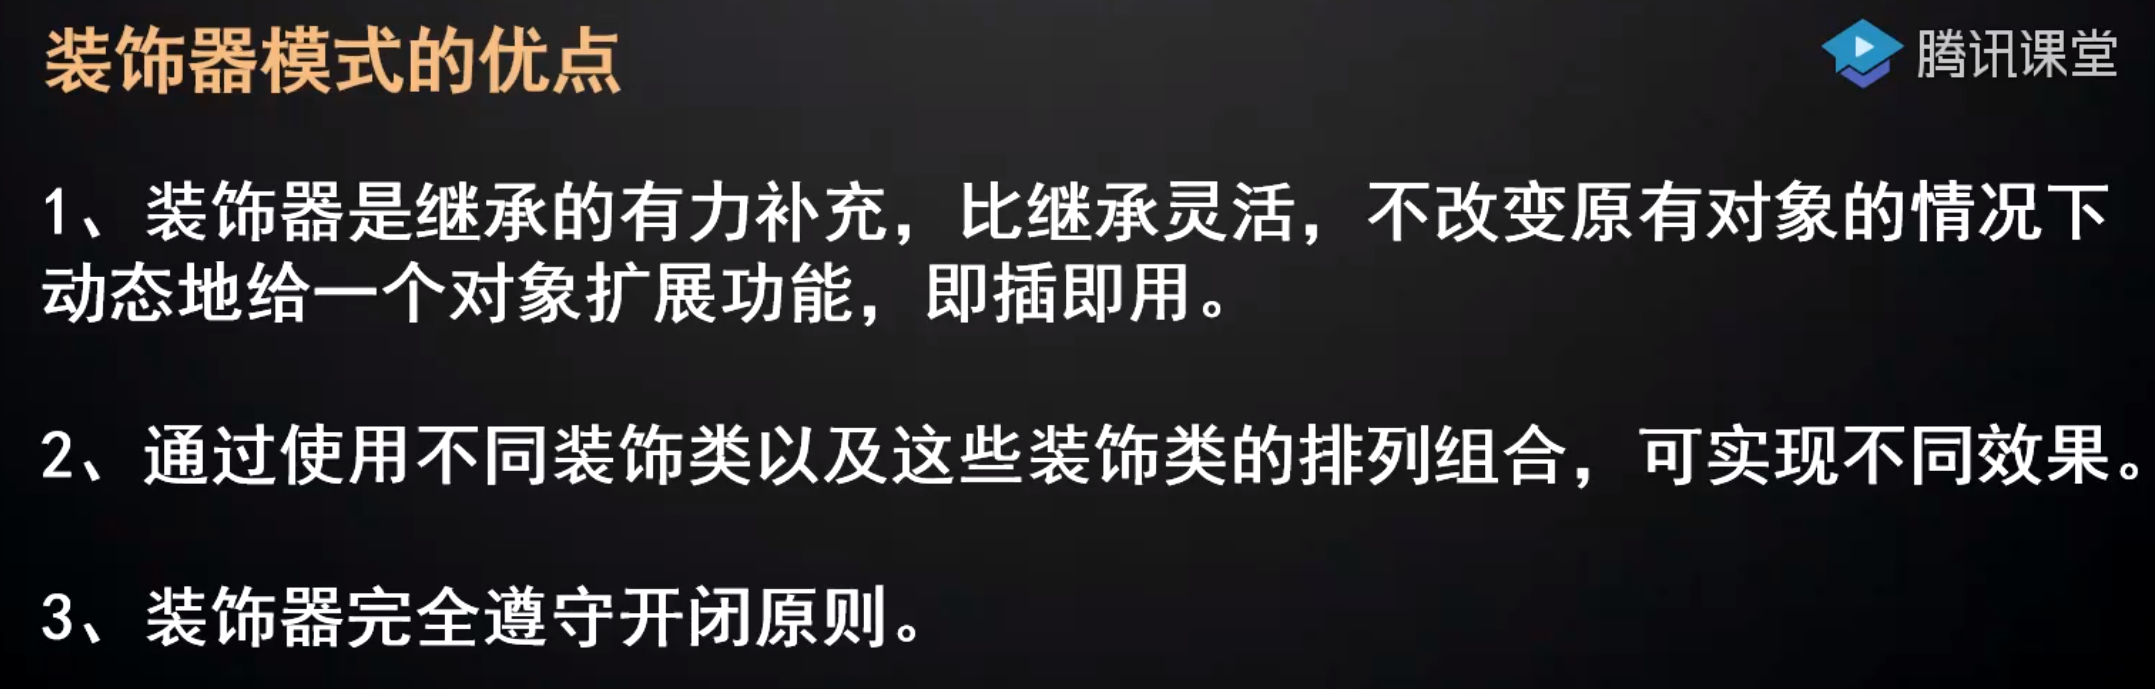 装饰器模式的优点
腾讯课堂
1、装饰器是继承的有力补充，比继承灵活，不改变原有对象的情况下
动态地给一个对象扩展功能，即插即用。
2、通过使用不同装饰类以及这些装饰类的排列组合，可实现不同效果。
3、装饰器完全遵守开闭原则。